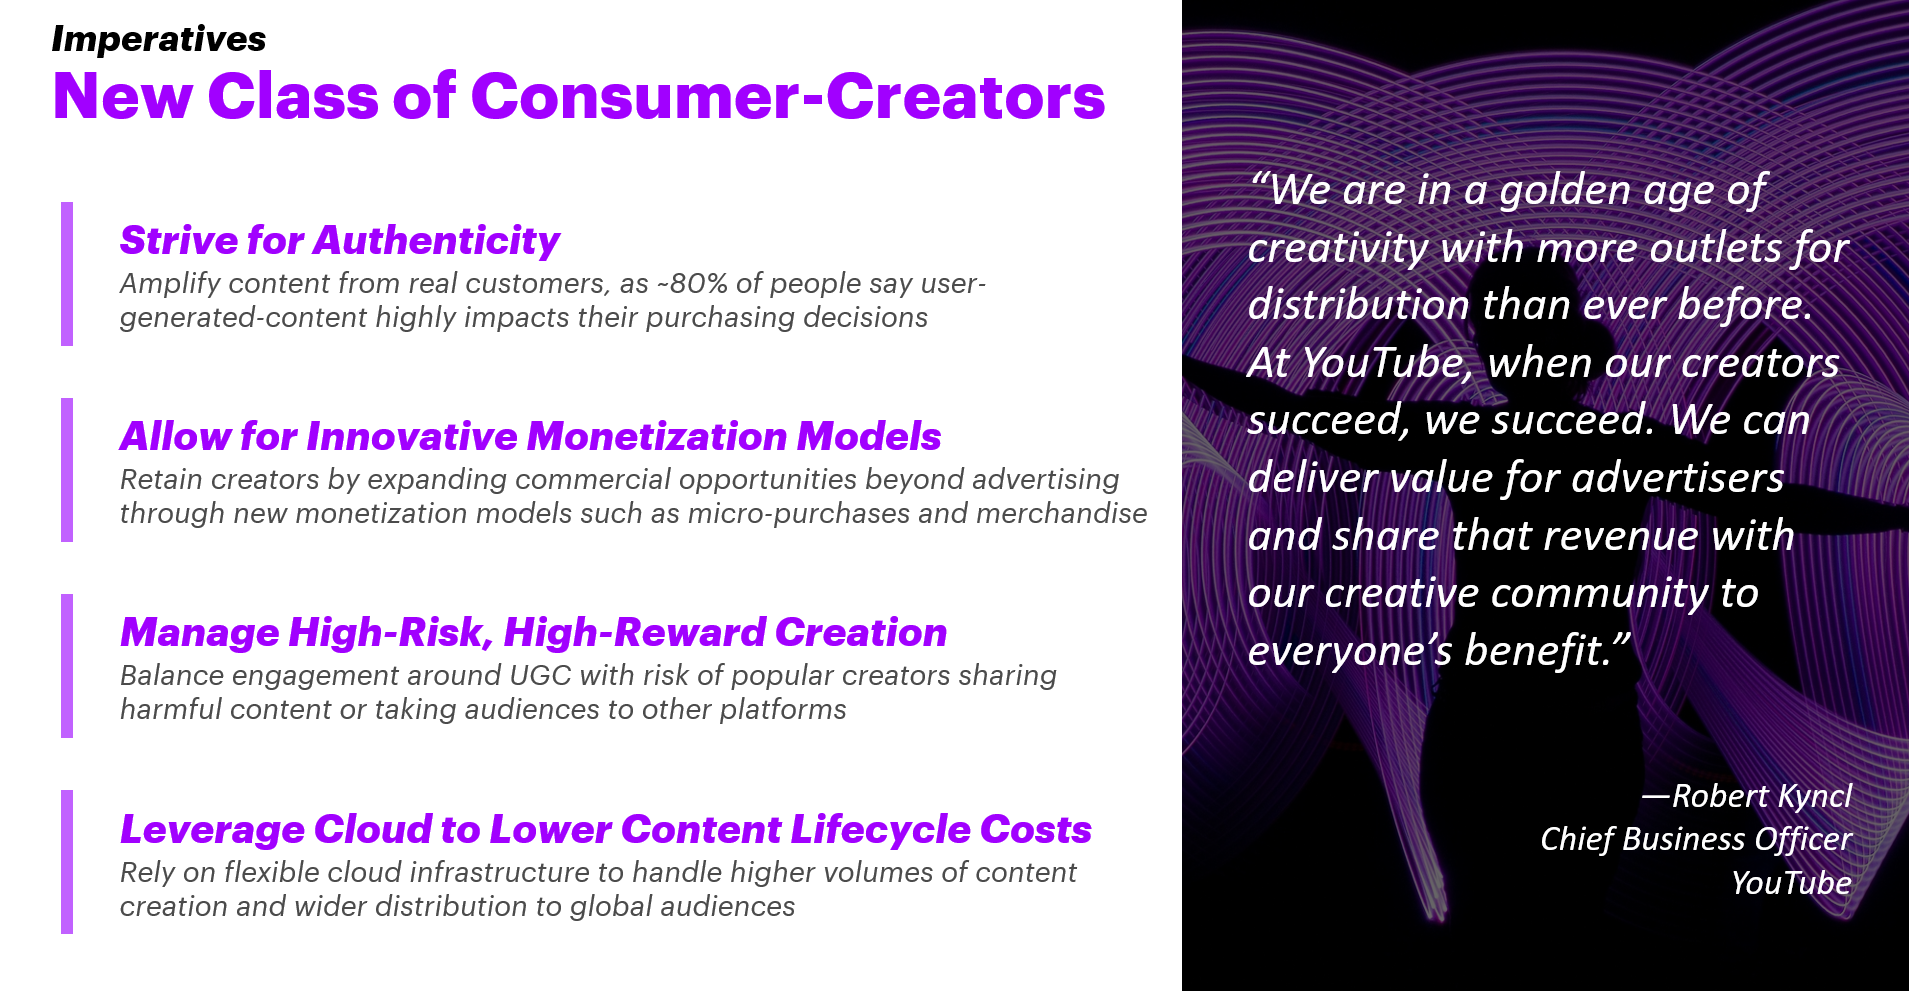 Imperatives
New Class of Consumer-Creators
Strive for Authenticity
Amplify content from real customers, as ~80% of people say user-
generated-content highly impacts their purchasing decisions
Allow for Innovative Monetization Models
Retain creators by expanding commercial opportunities beyond advertising
through new monetization models such as micro-purchases and merchandise
Manage High-Risk, High-Reward Creation
Balance engagement around UGC with risk of popular creators sharing
harmful content or taking audiences to other platforms
Leverage Cloud to Lower Content Lifecycle Costs
Rely on flexible cloud infrastructure to handle higher volumes of content
creation and wider distribution to global audiences
“We are in a golden age of
creativity with more outlets for
distribution than ever before.
At YouTube, when our creators
succeed, we succeed. We can
deliver value for advertisers
and share that revenue with
our creative community to
everyone’s benefit.”
—Robert Kyncl
Chief Business Officer
YouTube